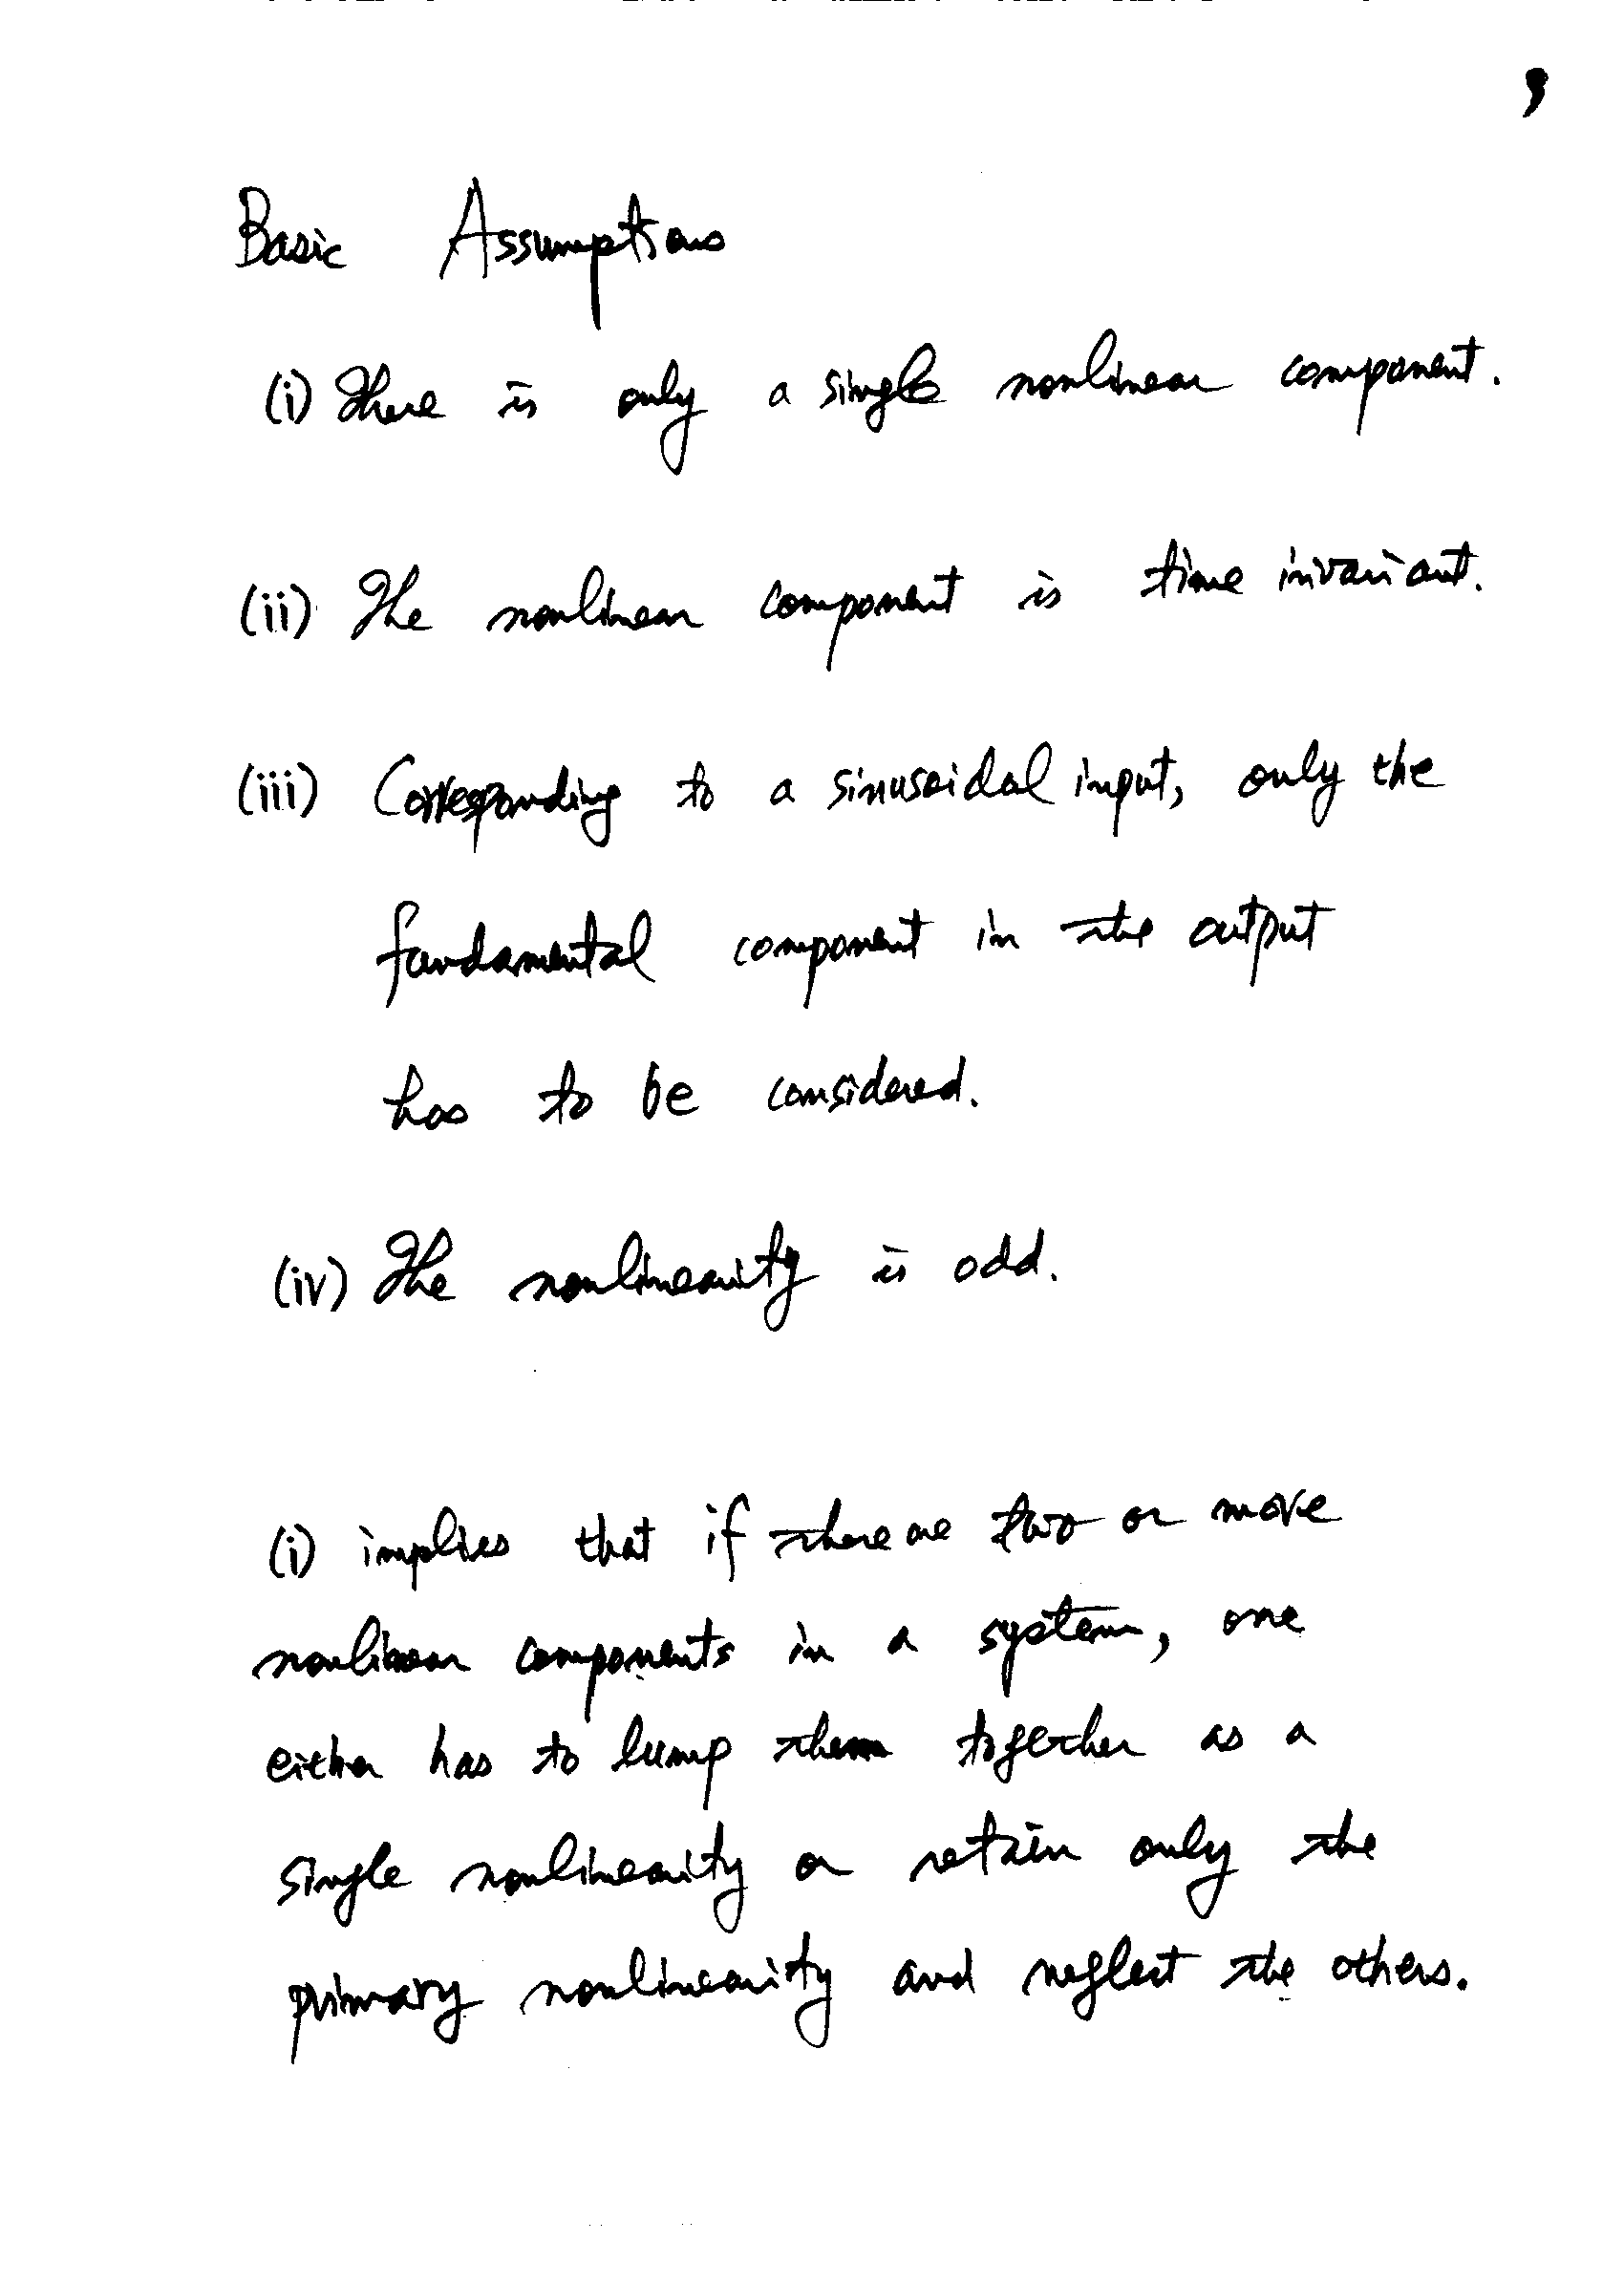 9
Basic Assumptions
(i) There is only a single nonlinear component.
(ii) The nonlinear component is time invariant.
(iii) Corresponding to a sinusoidal input, only the
fundamental component in the output
has to be considered.
(iv) The nonlinearity is odd.
(i) implies that if there are two or more
nonlinear components in a system, one
either has to lump them together as a
single nonlinearity or retain only the
primary nonlinearity and neglect the others.